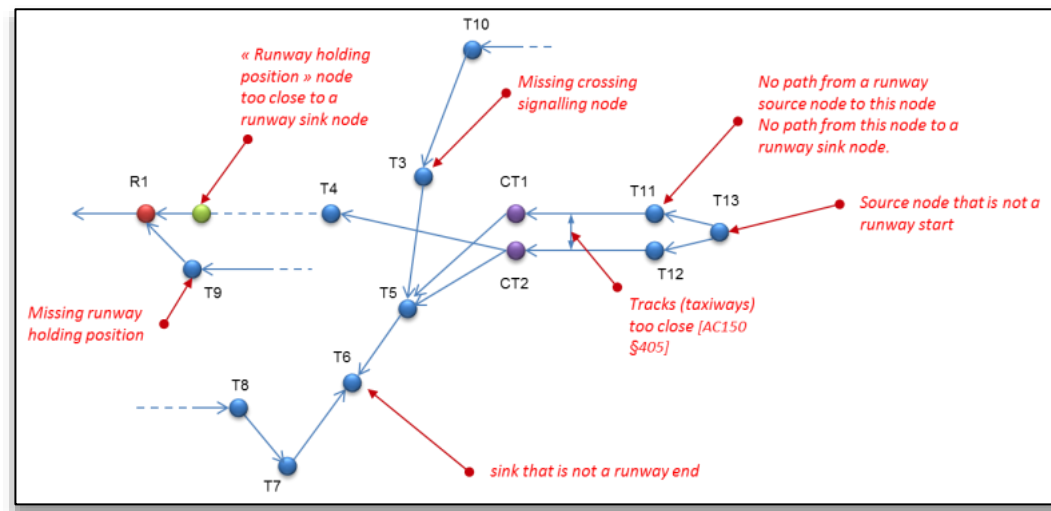 T10
« Runway holding
position » node
too close to a
runway sink node
Missing crossing
signalling node
No path from a runway
source node to this node
No path from this node to a
runway sink node.
T3
R1
T4
CT1
T11
T13
Source node that is not a
runway start
T9
CT2
T12
Missing runway
holding position
T5
Tracks (taxiways)
too close [AC150
§405]
T6
T8
T7
sink that is not a runway end